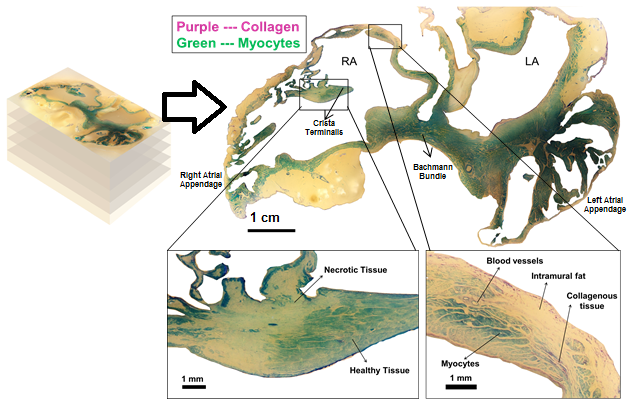 Purple --- Collagen
Green --- Myocytes
RA
LA
Crista
Terminalis
Bachmann
Bundle
Right Atrial
Appendage
Left Atrial
Appendage
1 cm
Necrotic Tissue
Healthy Tissue
1 mm
Blood vessels
Intramural fat
Collagenous
tissue
Myocytes
1 mm